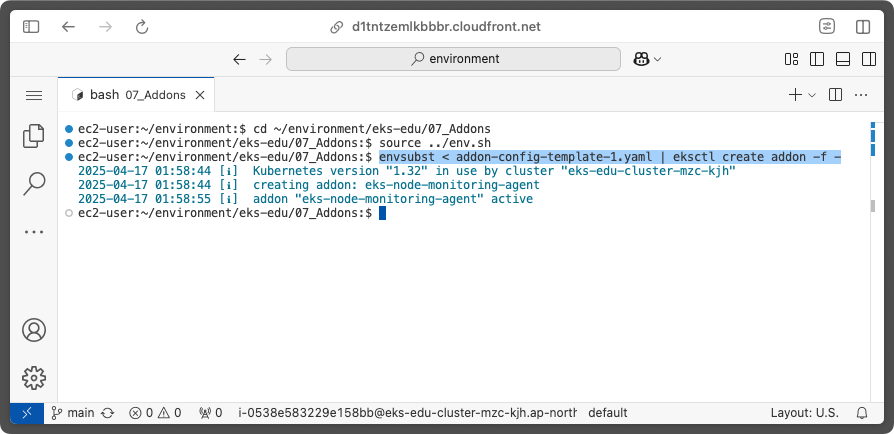 d1tntzemlkbbbr.cloudfront.net
environment
bash 07_Addons
ec2-user:~/environment:$ cd ~/environment/eks-edu/07_Addons
ec2-user:~/environment/eks-edu/07_Addons:$ source ../env.sh
ec2-user:~/environment/eks-edu/07_Addons:$ envsubst < addon-config-template-1.yaml | eksctl create addon -f -
2025-04-17 01:58:44 [ℹ]  Kubernetes version "1.32" in use by cluster "eks-edu-cluster-mzc-kjh"
2025-04-17 01:58:44 [ℹ]  creating addon: eks-node-monitoring-agent
2025-04-17 01:58:55 [ℹ]  addon "eks-node-monitoring-agent" active
ec2-user:~/environment/eks-edu/07_Addons:$
main 0 0 0 i-0538e583229e158bb@eks-edu-cluster-mzc-kjh.ap-north default Layout: U.S.